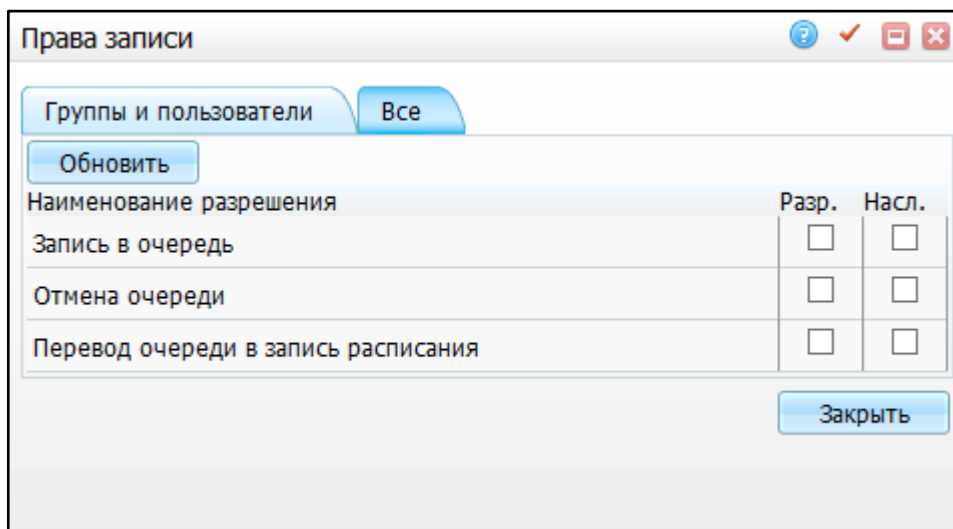 Права записи
Группы и пользователи Все
Обновить
Наименование разрешения Разр. Насл.
Запись в очередь
Отмена очереди
Перевод очереди в запись расписания
Закрыть